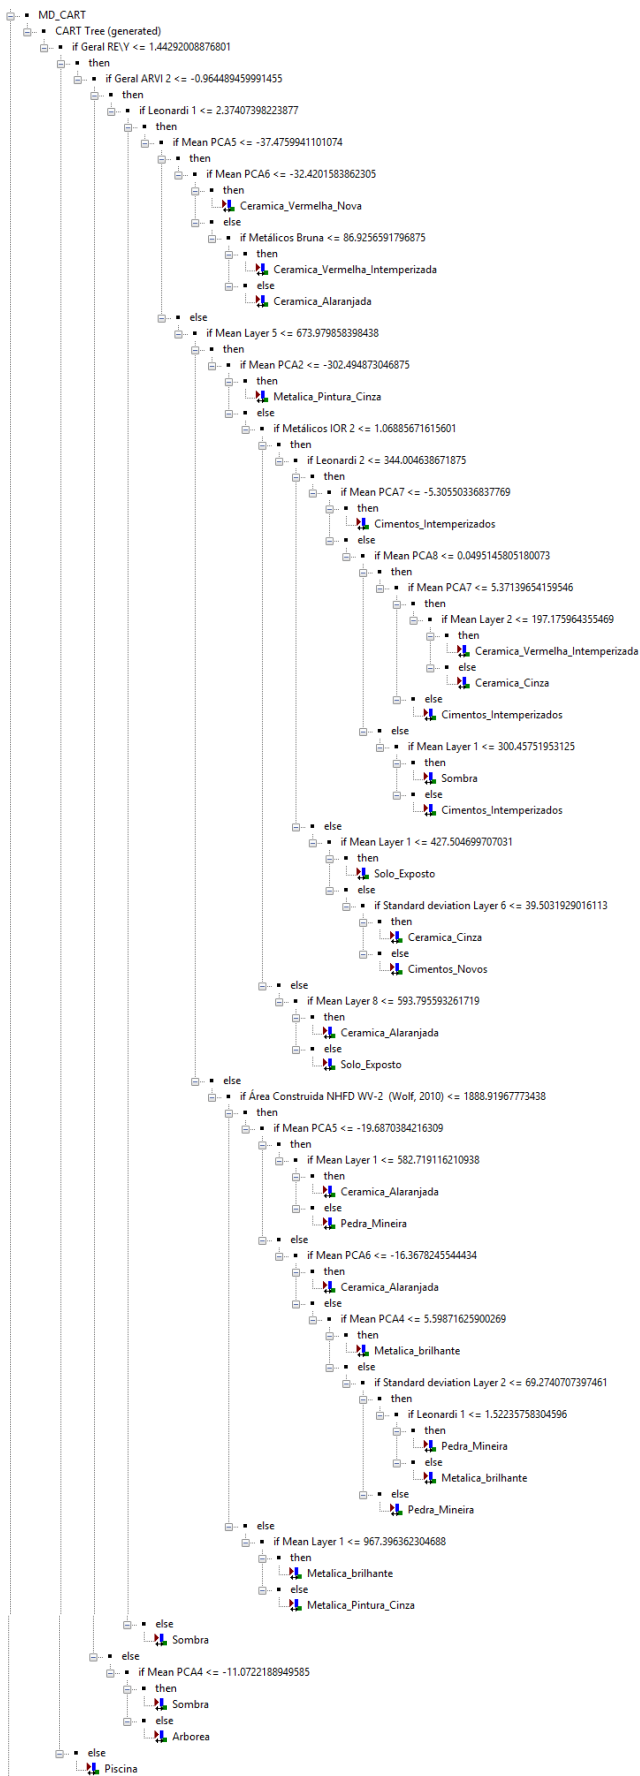 MD_CART
CART Tree (generated)
if Geral RE\Y <= 1.44292008876801
then
if Geral ARVI 2 <= -0.964489459991455
then
if Leonardi 1 <= 2.37407398223877
then
if Mean PCA5 <= -37.4759941101074
then
if Mean PCA6 <= -32.4201583862305
then
Ceramica_Vermelha_Nova
else
if Metálicos Bruna <= 86.9256591796875
then
Ceramica_Vermelha_Intemperizada
else
Ceramica_Alaranjada
else
if Mean Layer 5 <= 673.979858398438
then
if Mean PCA2 <= -302.494873046875
then
Metalica_Pintura_Cinza
else
if Metálicos IOR 2 <= 1.06885671615601
then
if Leonardi 2 <= 344.004638671875
then
if Mean PCA7 <= -5.30550336837769
then
Cimentos_Intemperizados
else
if Mean PCA8 <= 0.0495145805180073
then
if Mean PCA7 <= 5.37139654159546
then
if Mean Layer 2 <= 197.175964355469
then
Ceramica_Vermelha_Intemperizada
else
Ceramica_Cinza
else
Cimentos_Intemperizados
else
if Mean Layer 1 <= 300.45751953125
then
Sombra
else
Cimentos_Intemperizados
else
if Mean Layer 1 <= 427.504699707031
then
Solo_Exposto
else
if Standard deviation Layer 6 <= 39.5031929016113
then
Ceramica_Cinza
else
Cimentos_Novos
else
if Mean Layer 8 <= 593.795593261719
then
Ceramica_Alaranjada
else
Solo_Exposto
else
if Área Construida NHFD WV-2  (Wolf, 2010) <= 1888.91967773438
then
if Mean PCA5 <= -19.6870384216309
then
if Mean Layer 1 <= 582.719116210938
then
Ceramica_Alaranjada
else
Pedra_Mineira
else
if Mean PCA6 <= -16.3678245544434
then
Ceramica_Alaranjada
else
if Mean PCA4 <= 5.59871625900269
then
Metalica_brilhante
else
if Standard deviation Layer 2 <= 69.2740707397461
then
if Leonardi 1 <= 1.52235758304596
then
Pedra_Mineira
else
Metalica_brilhante
else
Pedra_Mineira
else
if Mean Layer 1 <= 967.396362304688
then
Metalica_brilhante
else
Metalica_Pintura_Cinza
else
Sombra
else
if Mean PCA4 <= -11.0722188949585
then
Sombra
else
Arborea
else
Piscina